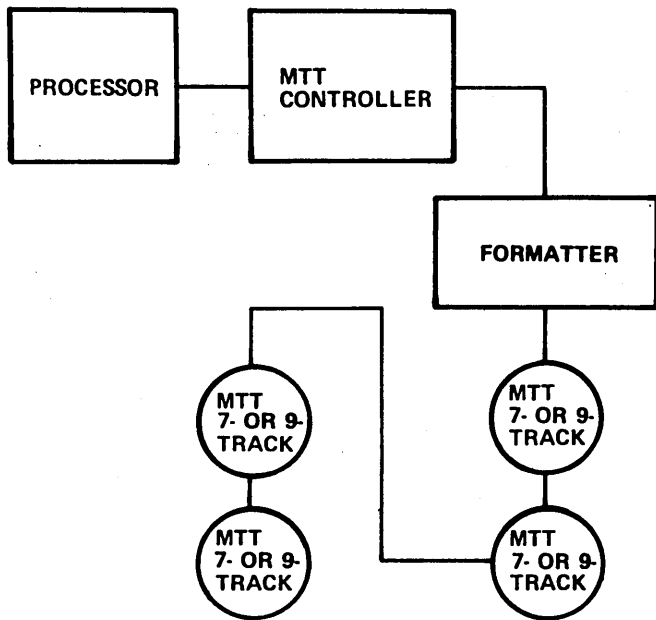 PROCESSOR
MTT
CONTROLLER
FORMATTER
MTT
7- OR 9-
TRACK
MTT
7- OR 9-
TRACK
MTT
7- OR 9-
TRACK
MTT
7- OR 9-
TRACK